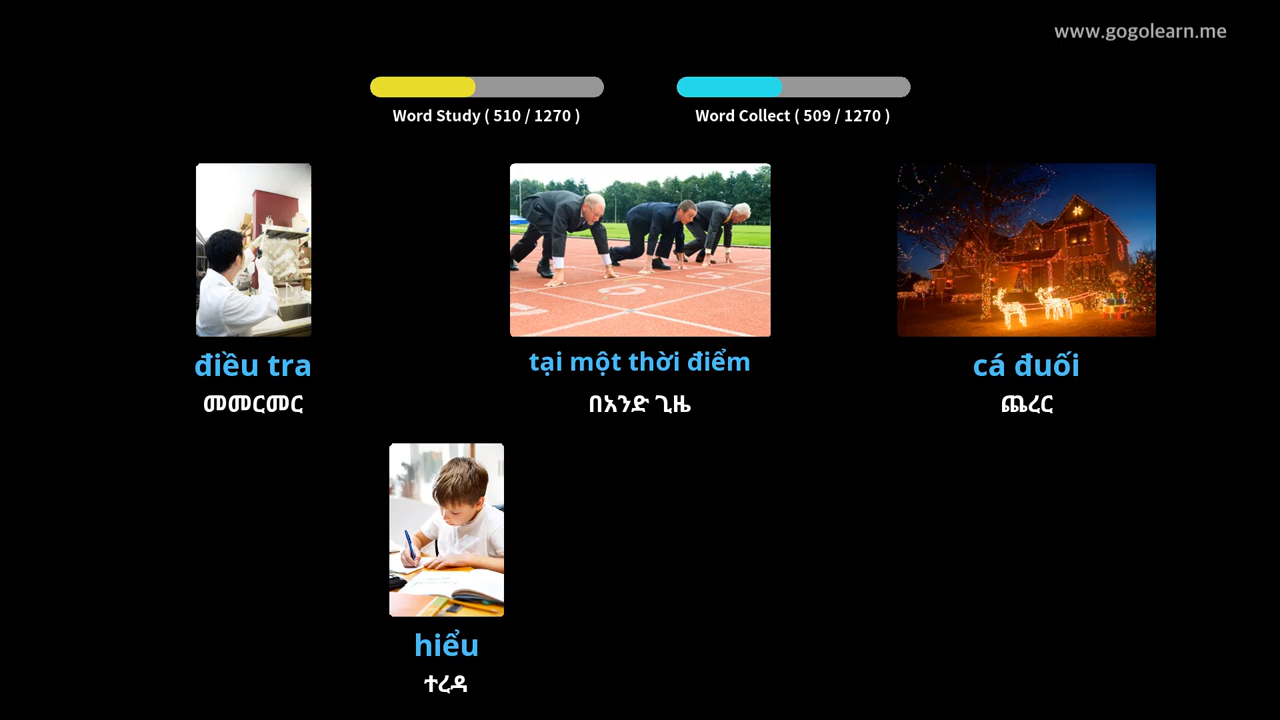 www.gogolearn.me
Word Study ( 510 / 1270 )
Word Collect ( 509 / 1270 )
điều tra
መመርመር
tại một thời điểm
በአንድ ጊዜ
cá đuối
ጨረር
hiểu
ተረዳ